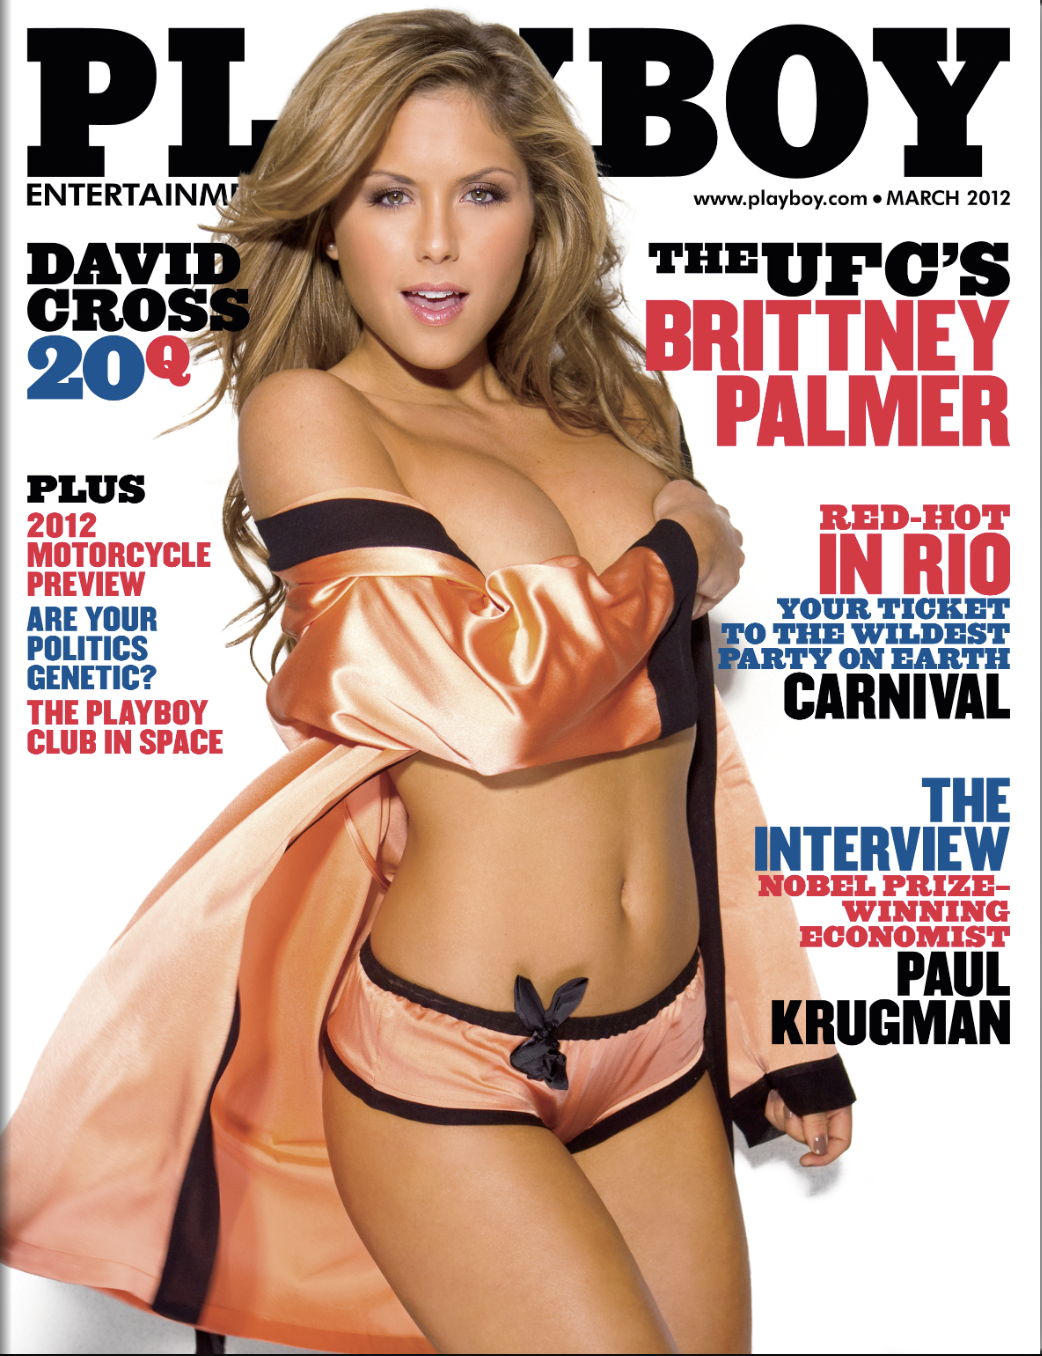 PLAYBOY
ENTERTAINM
www.playboy.com • MARCH 2012
DAVID
CROSS
20Q
PLUS
2012
MOTORCYCLE
PREVIEW
ARE YOUR
POLITICS
GENETIC?
THE PLAYBOY
CLUB IN SPACE
THE UFC'S
BRITTNEY
PALMER
RED-HOT
IN RIO
YOUR TICKET
TO THE WILDEST
PARTY ON EARTH
CARNIVAL
THE
INTERVIEW
NOBEL PRIZE–
WINNING
ECONOMIST
PAUL
KRUGMAN